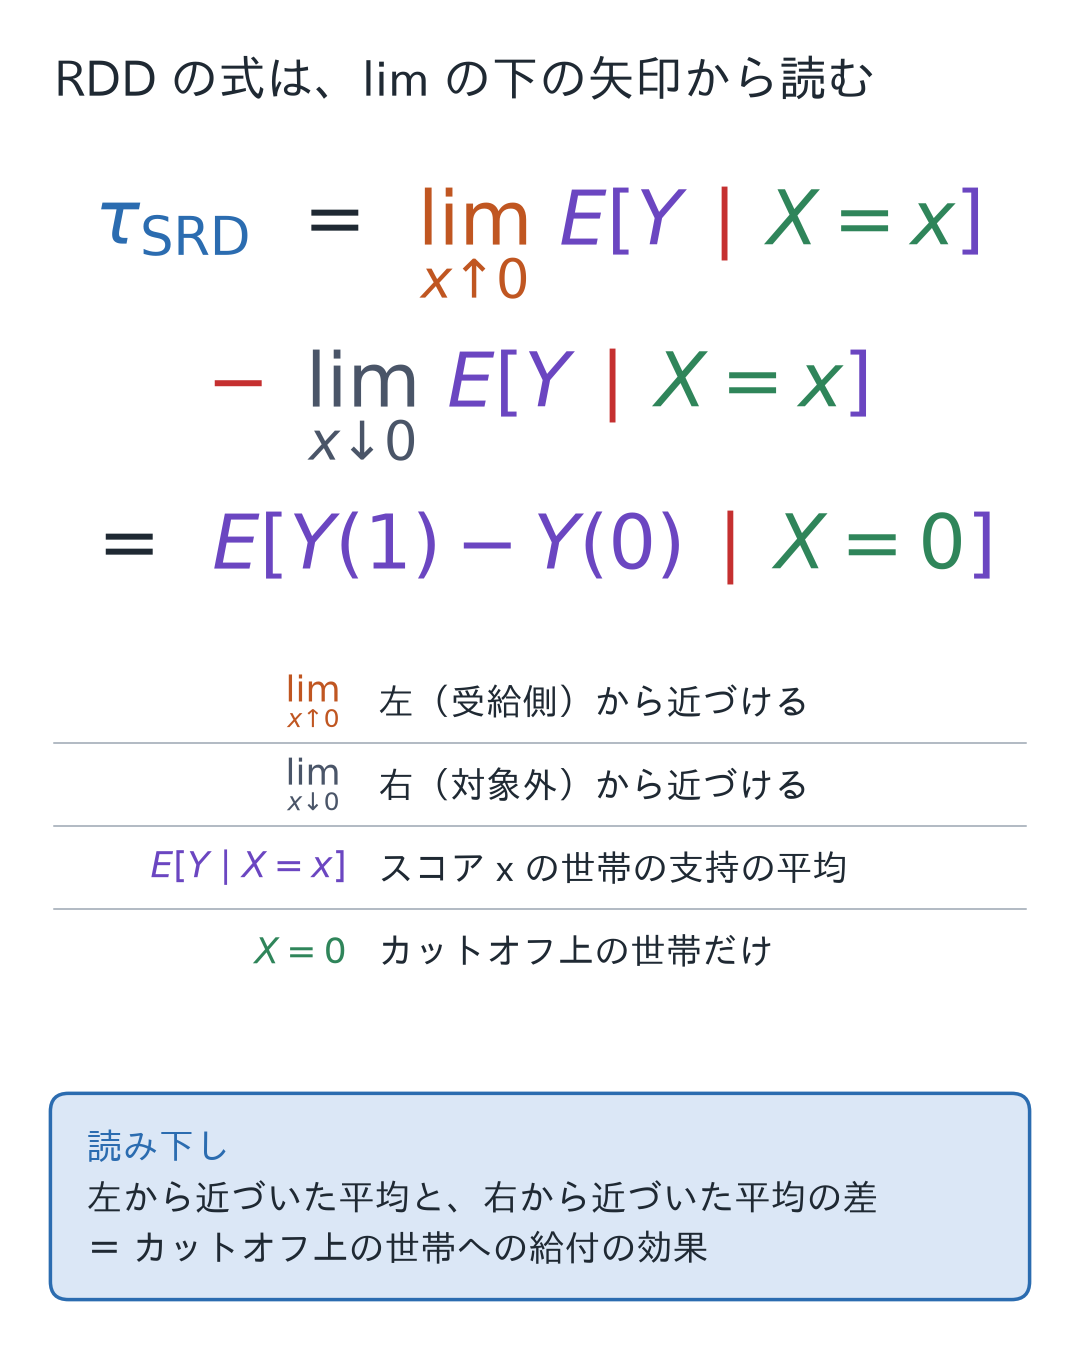 RDD の式は、lim の下の矢印から読む
τSRD = lim E[Y | X = x]
x↑0
− lim E[Y | X = x]
x↓0
= E[Y(1) − Y(0) | X = 0]
lim 左（受給側）から近づける
x↑0
lim 右（対象外）から近づける
x↓0
E[Y | X = x] スコア x の世帯の支持の平均
X = 0 カットオフ上の世帯だけ
読み下し
左から近づいた平均と、右から近づいた平均の差
= カットオフ上の世帯への給付の効果